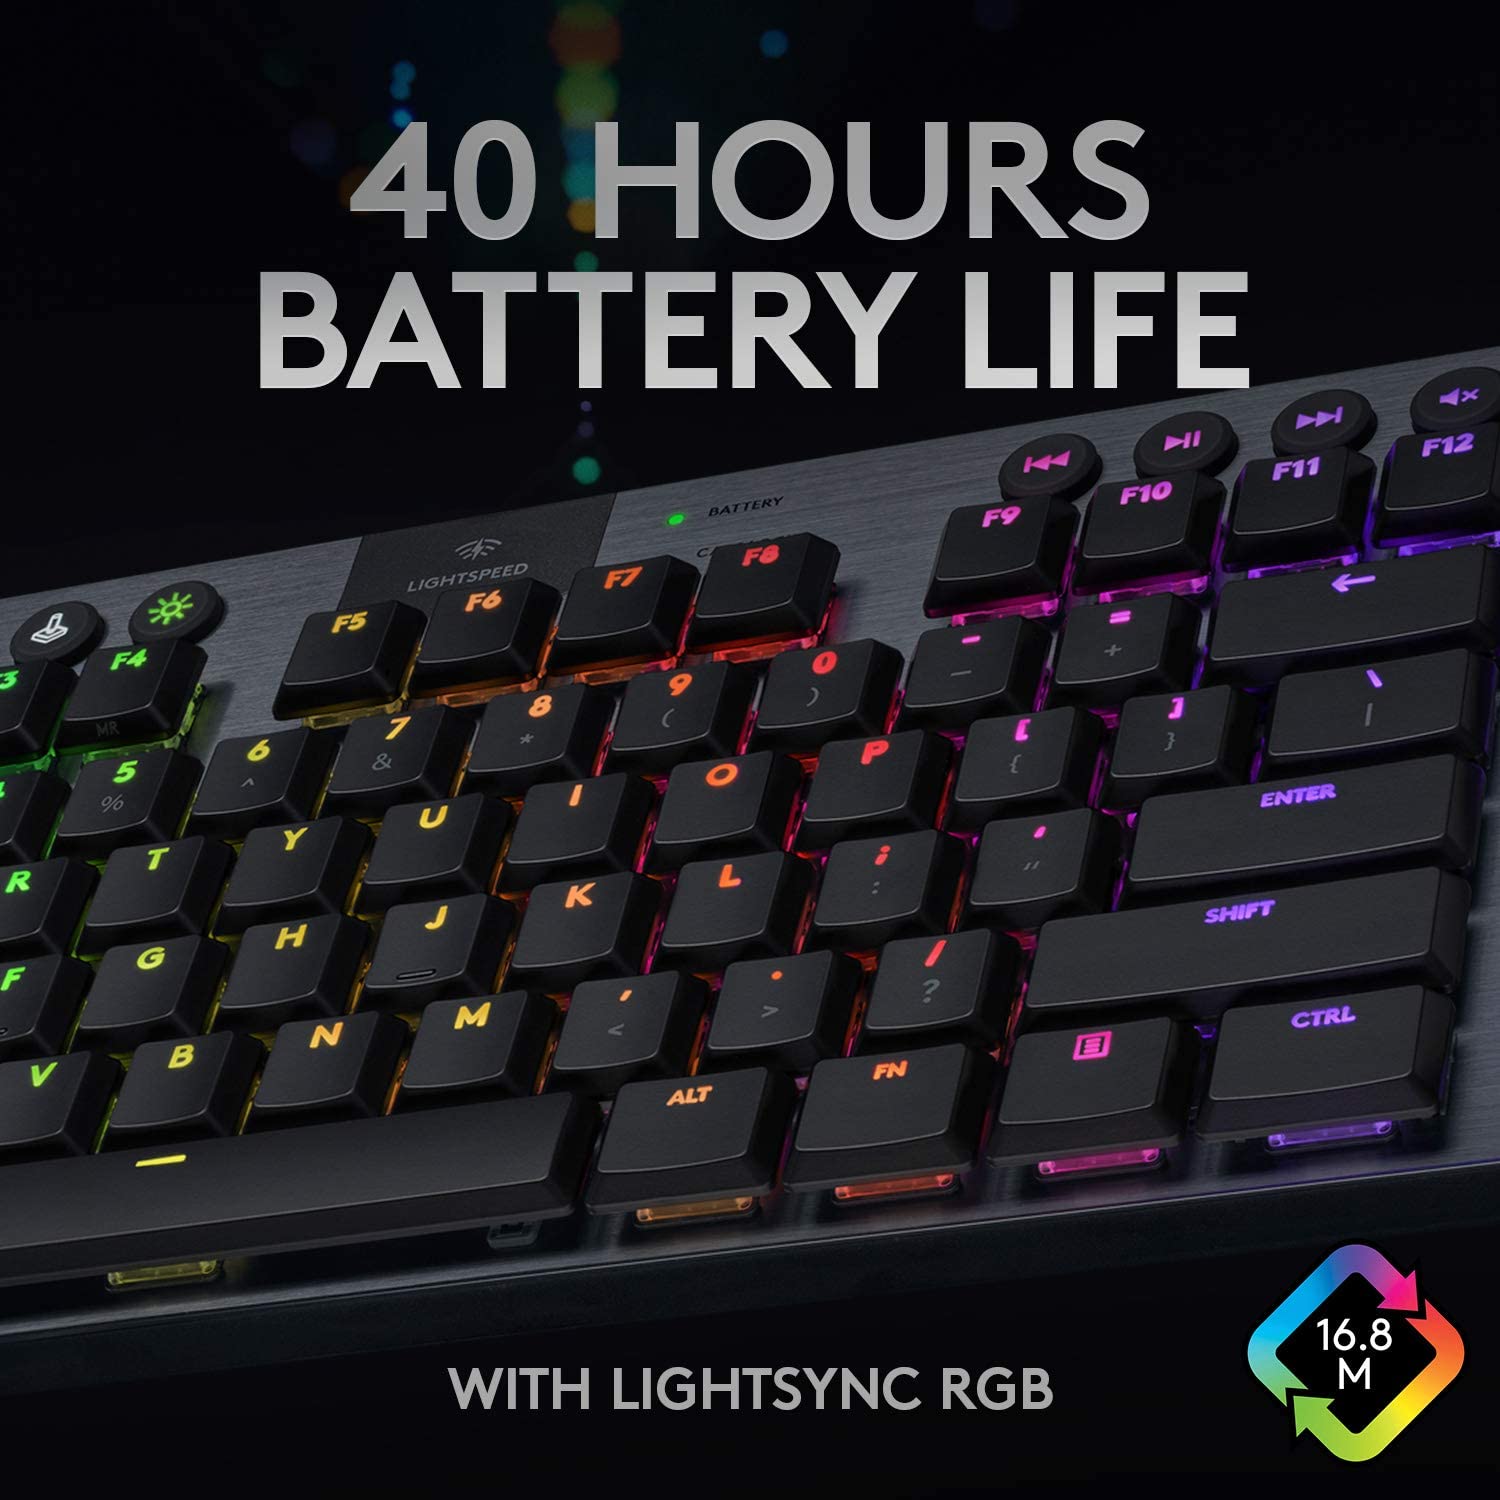 40 HOURS
BATTERY LIFE
F12
F11
F10
F9
BATTERY
LIGHTSPEED
F8
F7
F6
F5
F4
MR
5
%
6
^
7
&
8
*
9
(
0
)
-
_
=
+
R
T
Y
U
I
O
P
[
{
]
}
\
|
F
G
H
J
K
L
;
:
'
"
ENTER
V
B
N
M
,
<
.
>
/
?
SHIFT
ALT
FN
CTRL
16.8
M
WITH LIGHTSYNC RGB